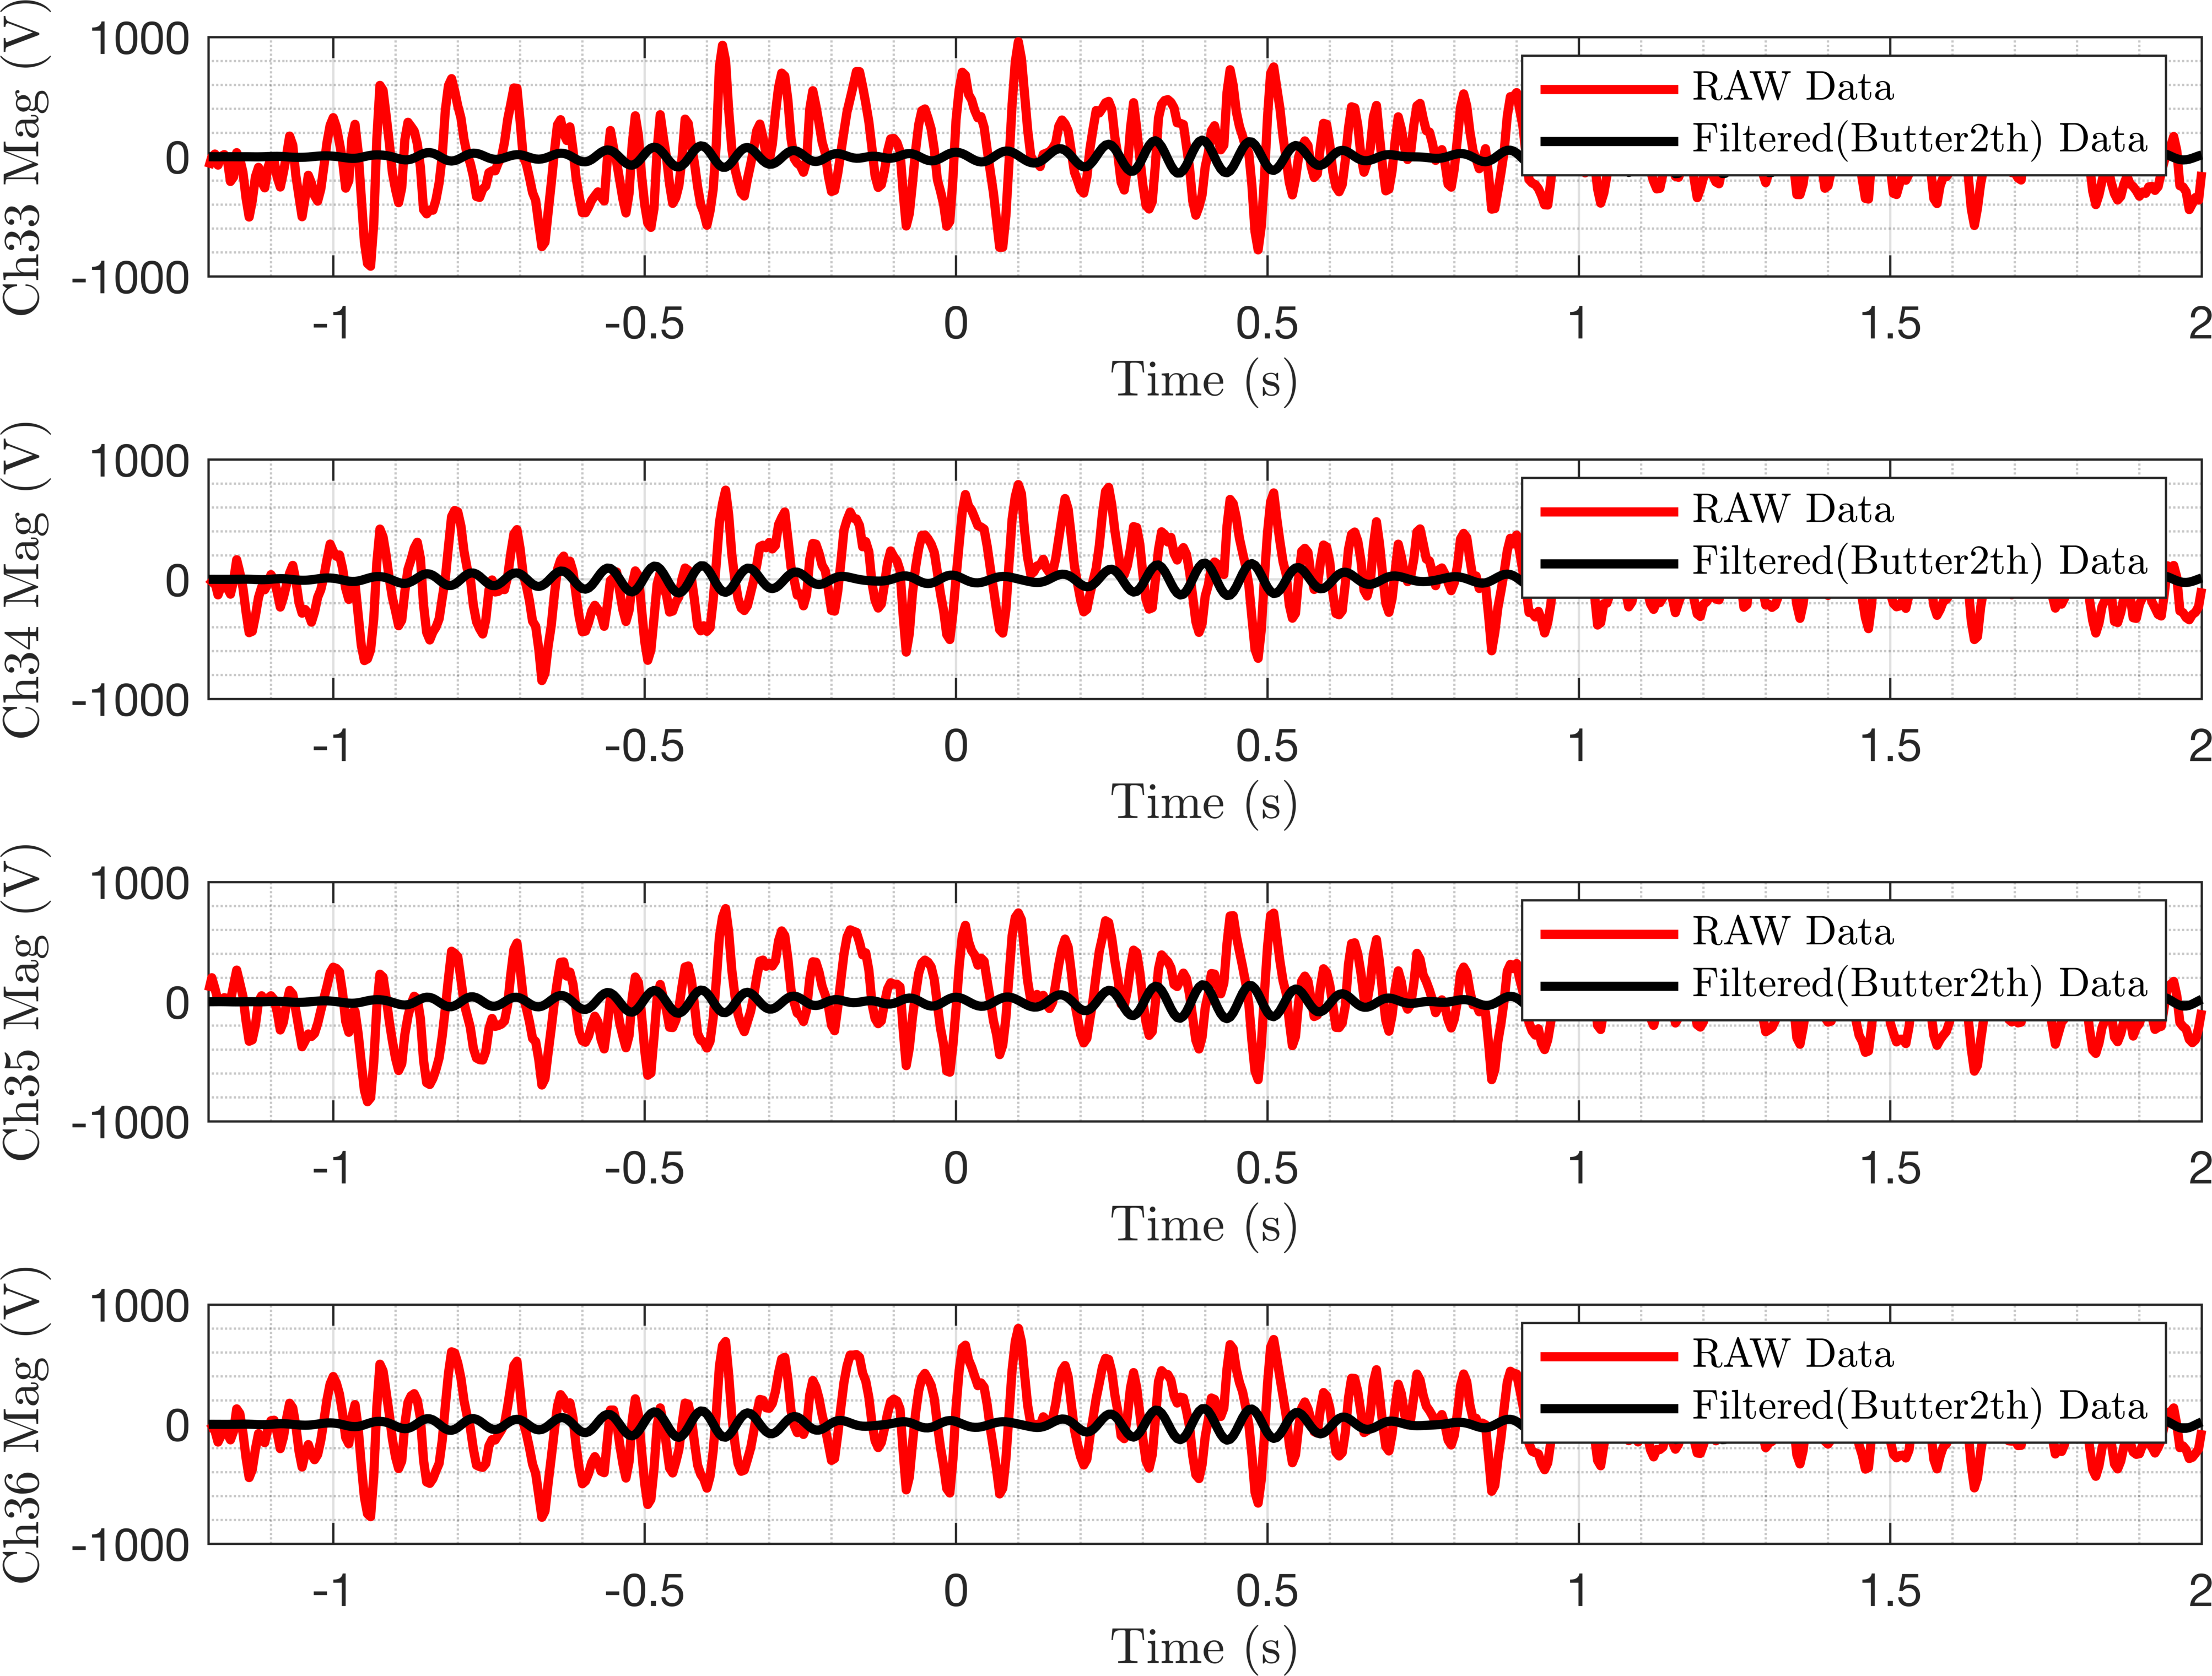 Ch33 Mag (V)
1000
0
-1000
RAW Data
Filtered(Butter2th) Data
-1 -0.5 0 0.5 1 1.5 2
Time (s)
Ch34 Mag (V)
1000
0
-1000
RAW Data
Filtered(Butter2th) Data
-1 -0.5 0 0.5 1 1.5 2
Time (s)
Ch35 Mag (V)
1000
0
-1000
RAW Data
Filtered(Butter2th) Data
-1 -0.5 0 0.5 1 1.5 2
Time (s)
Ch36 Mag (V)
1000
0
-1000
RAW Data
Filtered(Butter2th) Data
-1 -0.5 0 0.5 1 1.5 2
Time (s)